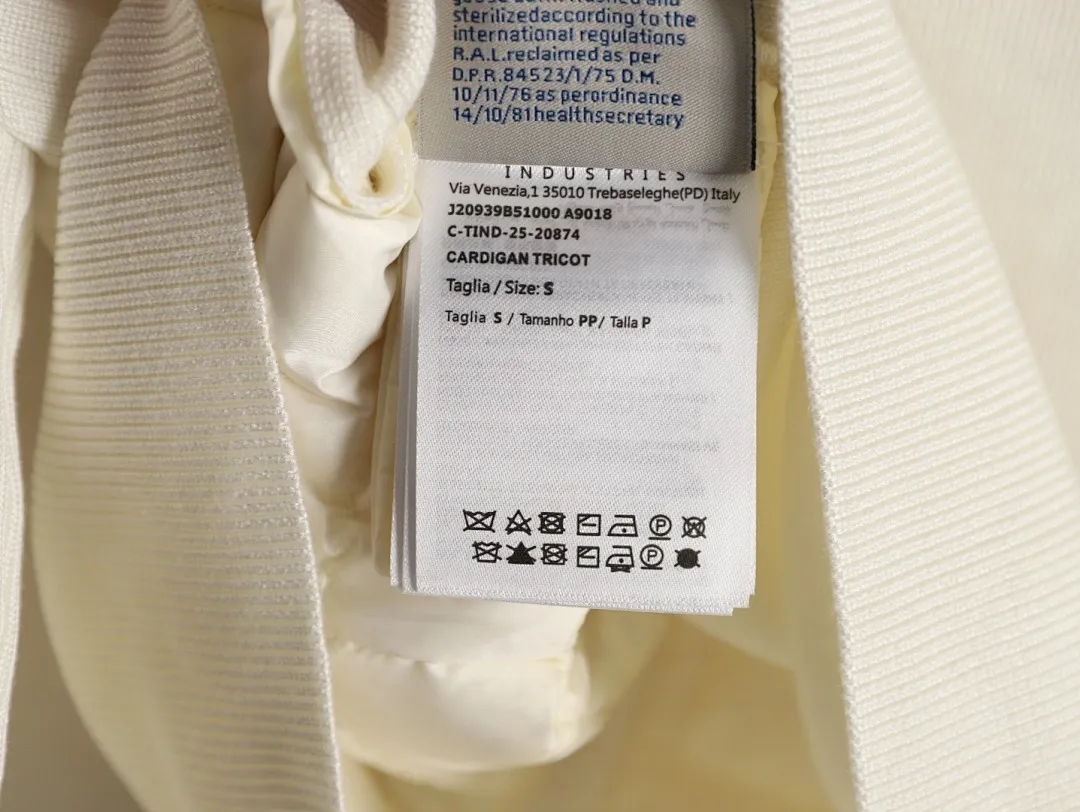 sterilizedaccording to the
international regulations
R.A.L.reclaimed as per
D.P.R.84523/1/75 D.M.
10/11/76 as perordinance
14/10/81healthsecretary
INDUSTRIES
Via Venezia,1 35010 Trebaseleghe(PD) Italy
J20939B51000 A9018
C-TIND-25-20874
CARDIGAN TRICOT
Taglia / Size: S
Taglia S / Tamanho PP/ Talla P